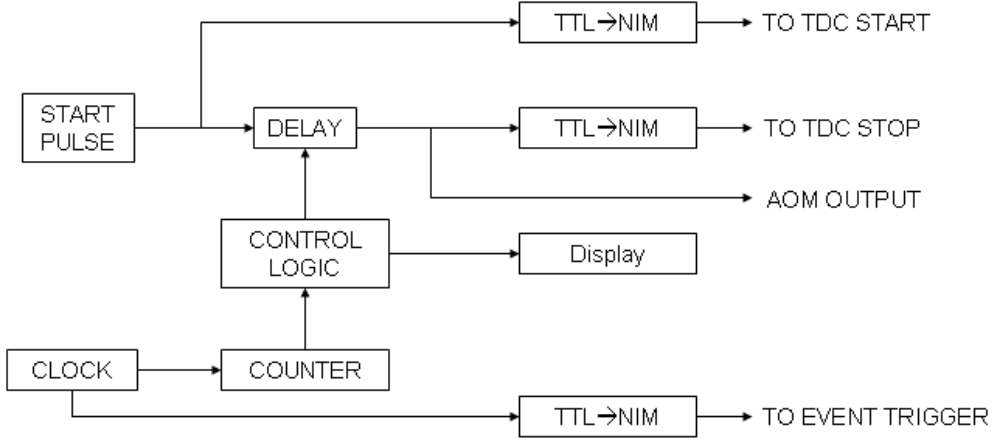 TTL→NIM
TO TDC START
START
PULSE
DELAY
TTL→NIM
TO TDC STOP
AOM OUTPUT
CONTROL
LOGIC
Display
CLOCK
COUNTER
TTL→NIM
TO EVENT TRIGGER